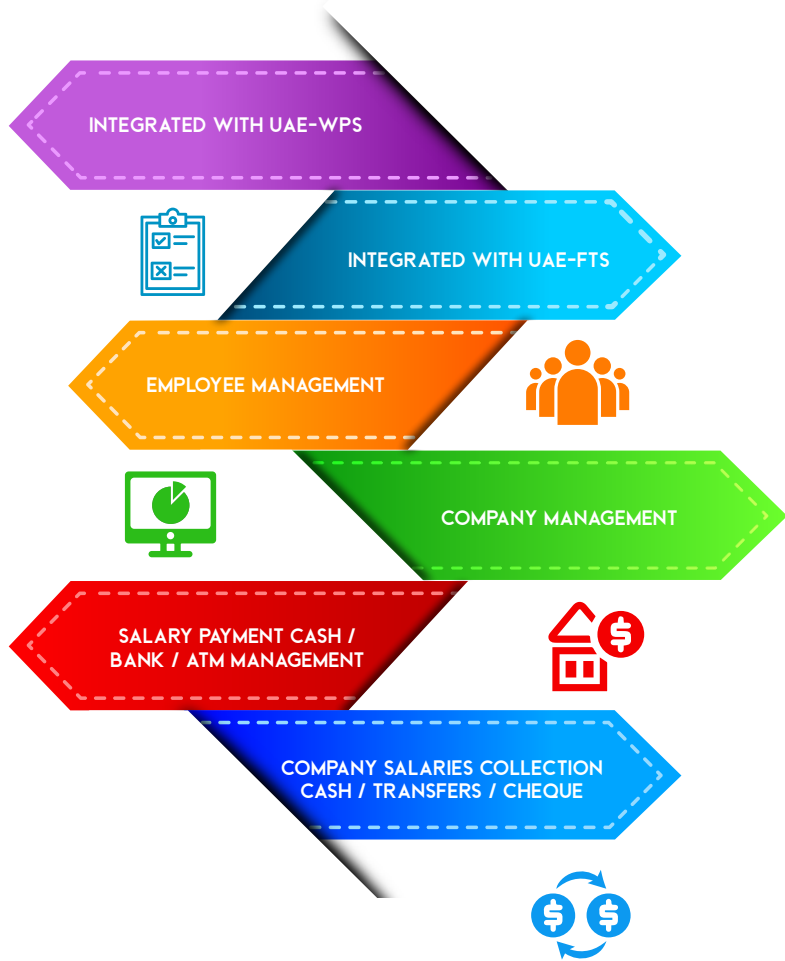 INTEGRATED WITH UAE-WPS
INTEGRATED WITH UAE-FTS
EMPLOYEE MANAGEMENT
COMPANY MANAGEMENT
SALARY PAYMENT CASH /
BANK / ATM MANAGEMENT
COMPANY SALARIES COLLECTION
CASH / TRANSFERS / CHEQUE
$
$ $